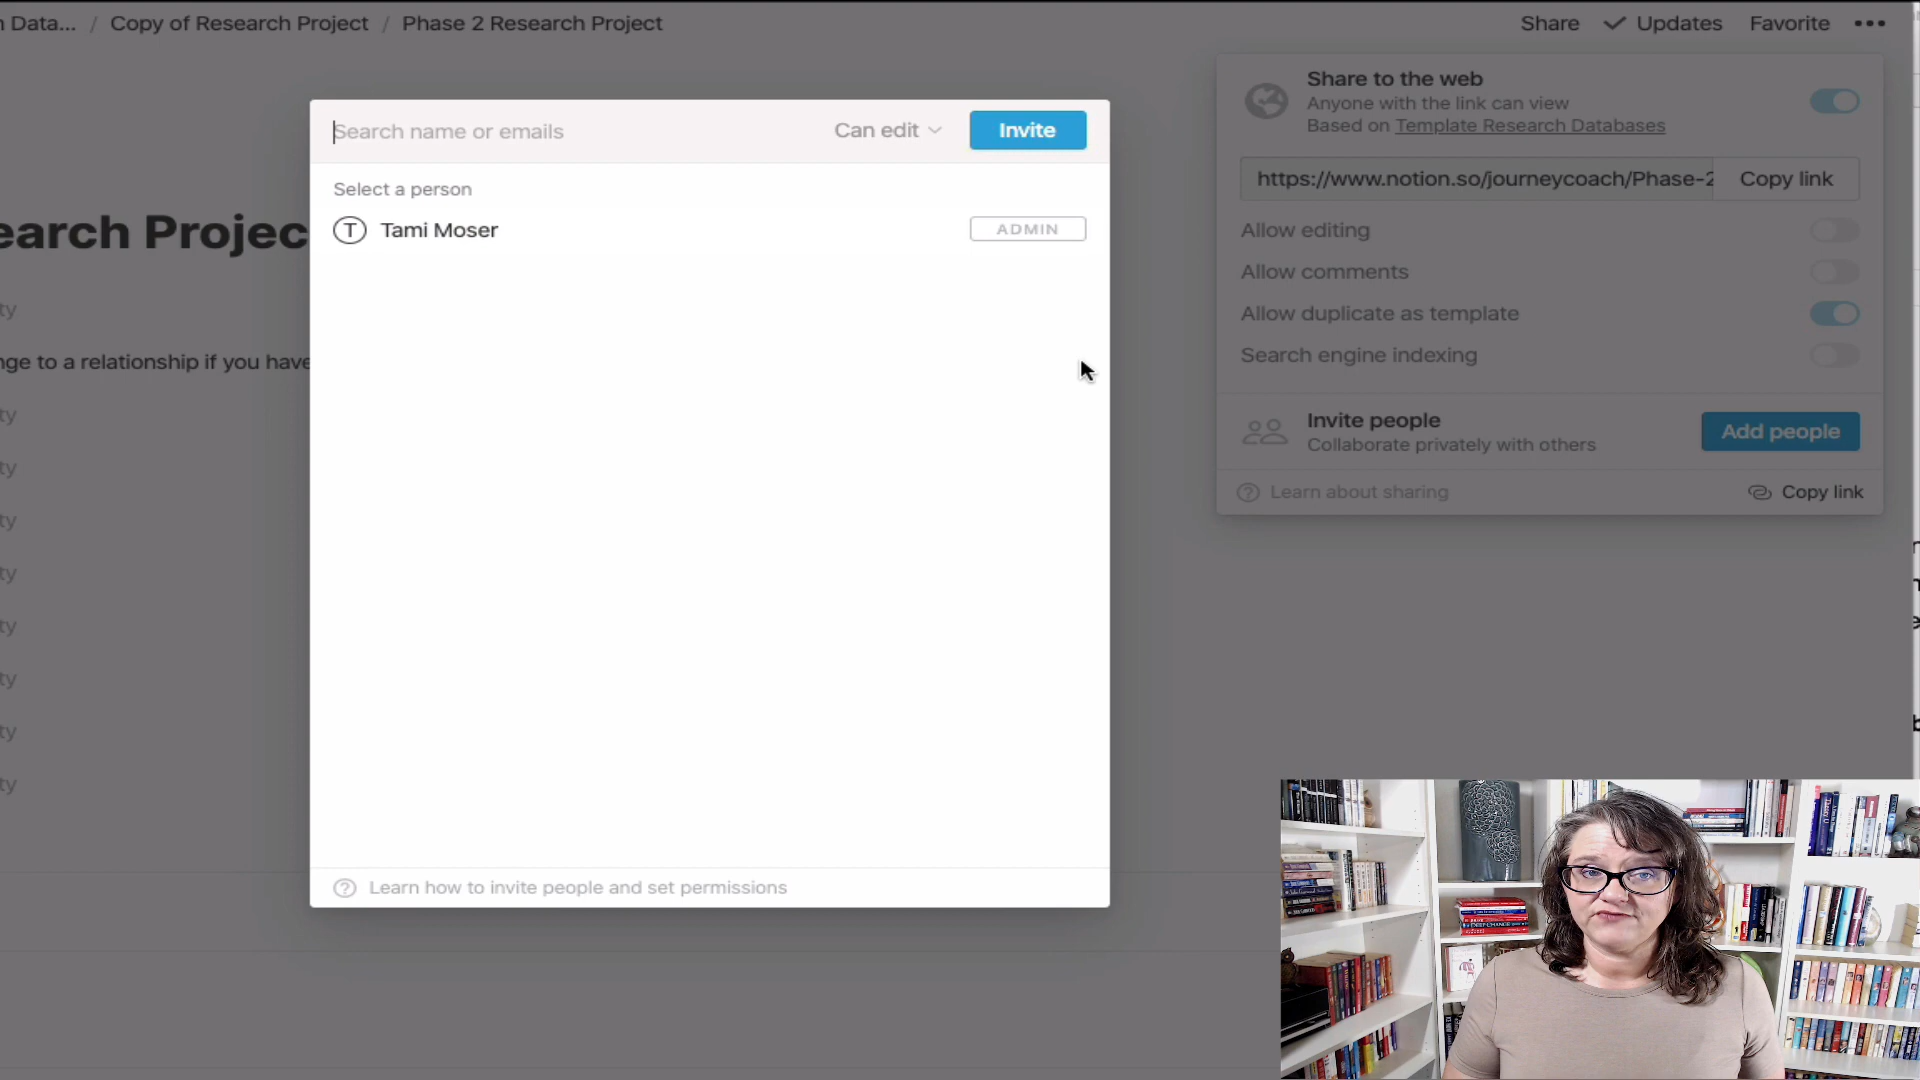 Data... / Copy of Research Project / Phase 2 Research Project
Share Updates Favorite
Search name or emails Can edit Invite
Select a person
T Tami Moser ADMIN
Learn how to invite people and set permissions
earch Projec
ty
nge to a relationship if you have
ty
ty
ty
ty
ty
ty
ty
ty
Share to the web
Anyone with the link can view
Based on Template Research Databases
https://www.notion.so/journeycoach/Phase-2 Copy link
Allow editing
Allow comments
Allow duplicate as template
Search engine indexing
Invite people
Collaborate privately with others
Add people
Learn about sharing Copy link